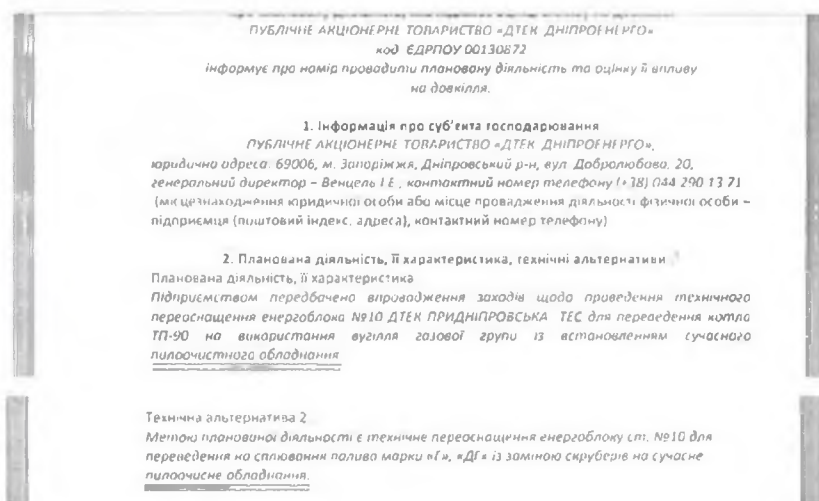 ПУБЛІЧНЕ АКЦІОНЕРНЕ ТОВАРИСТВО «ДТЕК ДНІПРОЕНЕРГО»
код ЄДРПОУ 00130872
інформує про намір провадити плановану діяльність та оцінку її впливу
на довкілля.
1. Інформація про суб'єкта господарювання
ПУБЛІЧНЕ АКЦІОНЕРНЕ ТОВАРИСТВО «ДТЕК ДНІПРОЕНЕРГО»,
юридична адреса: 69006, м. Запоріжжя, Дніпровський р-н, вул. Добролюбова, 20,
генеральний директор – Венцель І.Е., контактний номер телефону (+38) 044 290 13 71
(місцезнаходження юридичної особи або місце провадження діяльності фізичної особи –
підприємця (поштовий індекс, адреса), контактний номер телефону)
2. Планована діяльність, її характеристика, технічні альтернативи
Планована діяльність, її характеристика
Підприємством передбачено впровадження заходів щодо приведення технічного
переоснащення енергоблока №10 ДТЕК ПРИДНІПРОВСЬКА ТЕС для переведення котла
ТП-90 на використання вугілля газової групи із встановленням сучасного
пилоочистного обладнання
Технічна альтернатива 2
Метою планованої діяльності є технічне переоснащення енергоблоку ст. №10 для
переведення на спалювання палива марки «Г», «ДГ» із заміною скруберів на сучасне
пилоочисне обладнання.